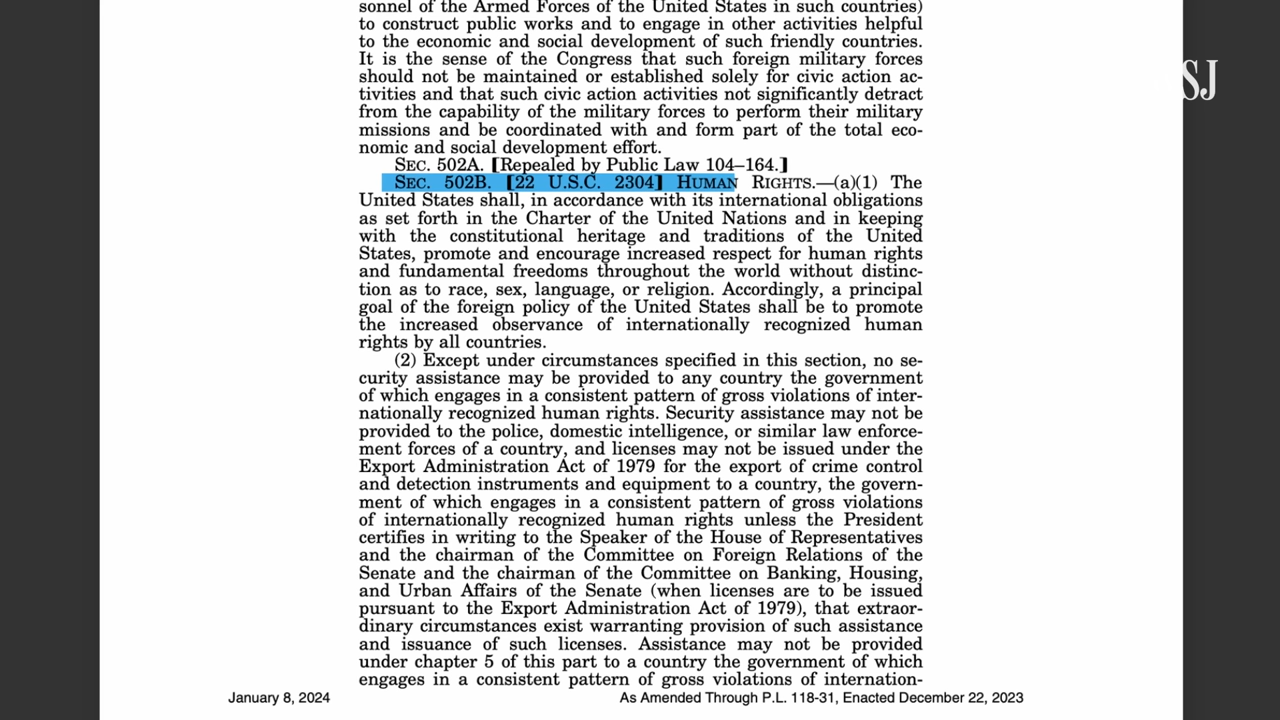 sonnel of the Armed Forces of the United States in such countries)
to construct public works and to engage in other activities helpful
to the economic and social development of such friendly countries.
It is the sense of the Congress that such foreign military forces
should not be maintained or established solely for civic action ac-
tivities and that such civic action activities not significantly detract
from the capability of the military forces to perform their military
missions and be coordinated with and form part of the total eco-
nomic and social development effort.
SEC. 502A. [Repealed by Public Law 104–164.]
SEC. 502B. [22 U.S.C. 2304] HUMAN RIGHTS.—(a)(1) The
United States shall, in accordance with its international obligations
as set forth in the Charter of the United Nations and in keeping
with the constitutional heritage and traditions of the United
States, promote and encourage increased respect for human rights
and fundamental freedoms throughout the world without distinc-
tion as to race, sex, language, or religion. Accordingly, a principal
goal of the foreign policy of the United States shall be to promote
the increased observance of internationally recognized human
rights by all countries.
(2) Except under circumstances specified in this section, no se-
curity assistance may be provided to any country the government
of which engages in a consistent pattern of gross violations of inter-
nationally recognized human rights. Security assistance may not be
provided to the police, domestic intelligence, or similar law enforce-
ment forces of a country, and licenses may not be issued under the
Export Administration Act of 1979 for the export of crime control
and detection instruments and equipment to a country, the govern-
ment of which engages in a consistent pattern of gross violations
of internationally recognized human rights unless the President
certifies in writing to the Speaker of the House of Representatives
and the chairman of the Committee on Foreign Relations of the
Senate and the chairman of the Committee on Banking, Housing,
and Urban Affairs of the Senate (when licenses are to be issued
pursuant to the Export Administration Act of 1979), that extraor-
dinary circumstances exist warranting provision of such assistance
and issuance of such licenses. Assistance may not be provided
under chapter 5 of this part to a country the government of which
engages in a consistent pattern of gross violations of internation-
January 8, 2024
As Amended Through P.L. 118-31, Enacted December 22, 2023
SJ